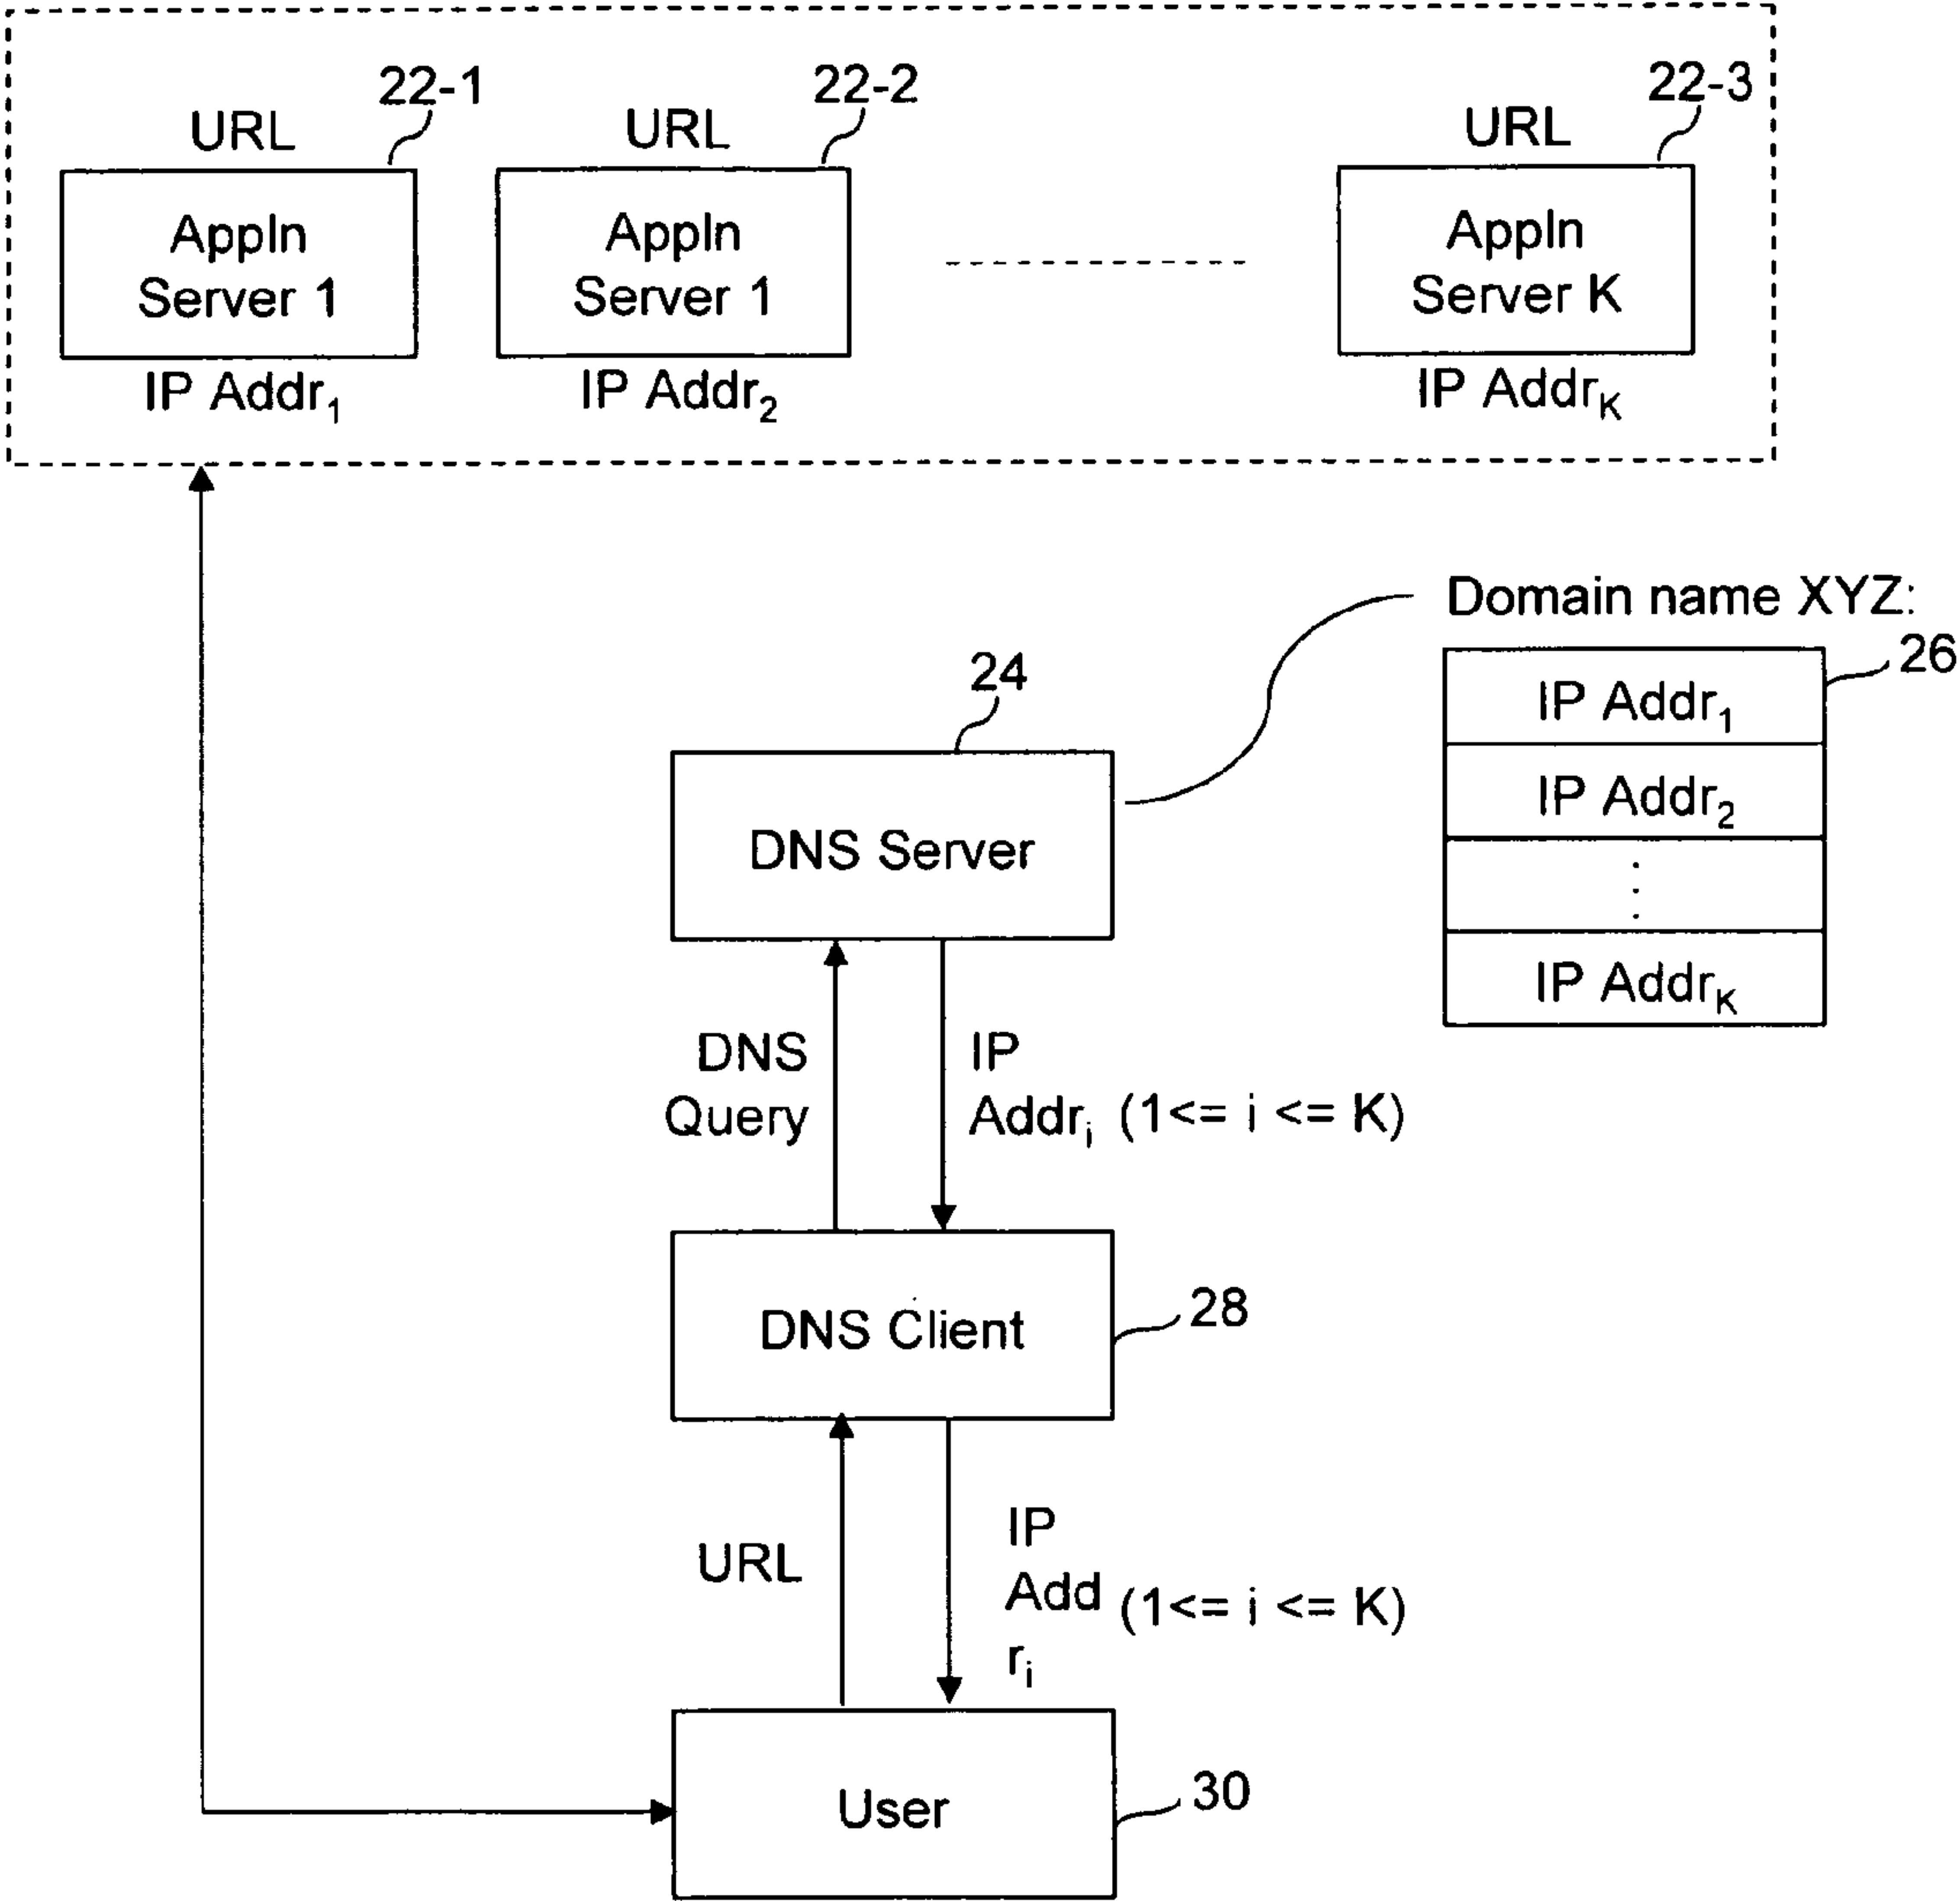 22-1
22-2
22-3
URL
URL
URL
Appln
Server 1
Appln
Server 1
Appln
Server K
IP Addr1
IP Addr2
IP AddrK
Domain name XYZ:
26
IP Addr1
IP Addr2
⋮
IP AddrK
24
DNS Server
DNS
Query
IP
Addri (1<= i <= K)
DNS Client
28
URL
IP
Add (1<= i <= K)
ri
User
30